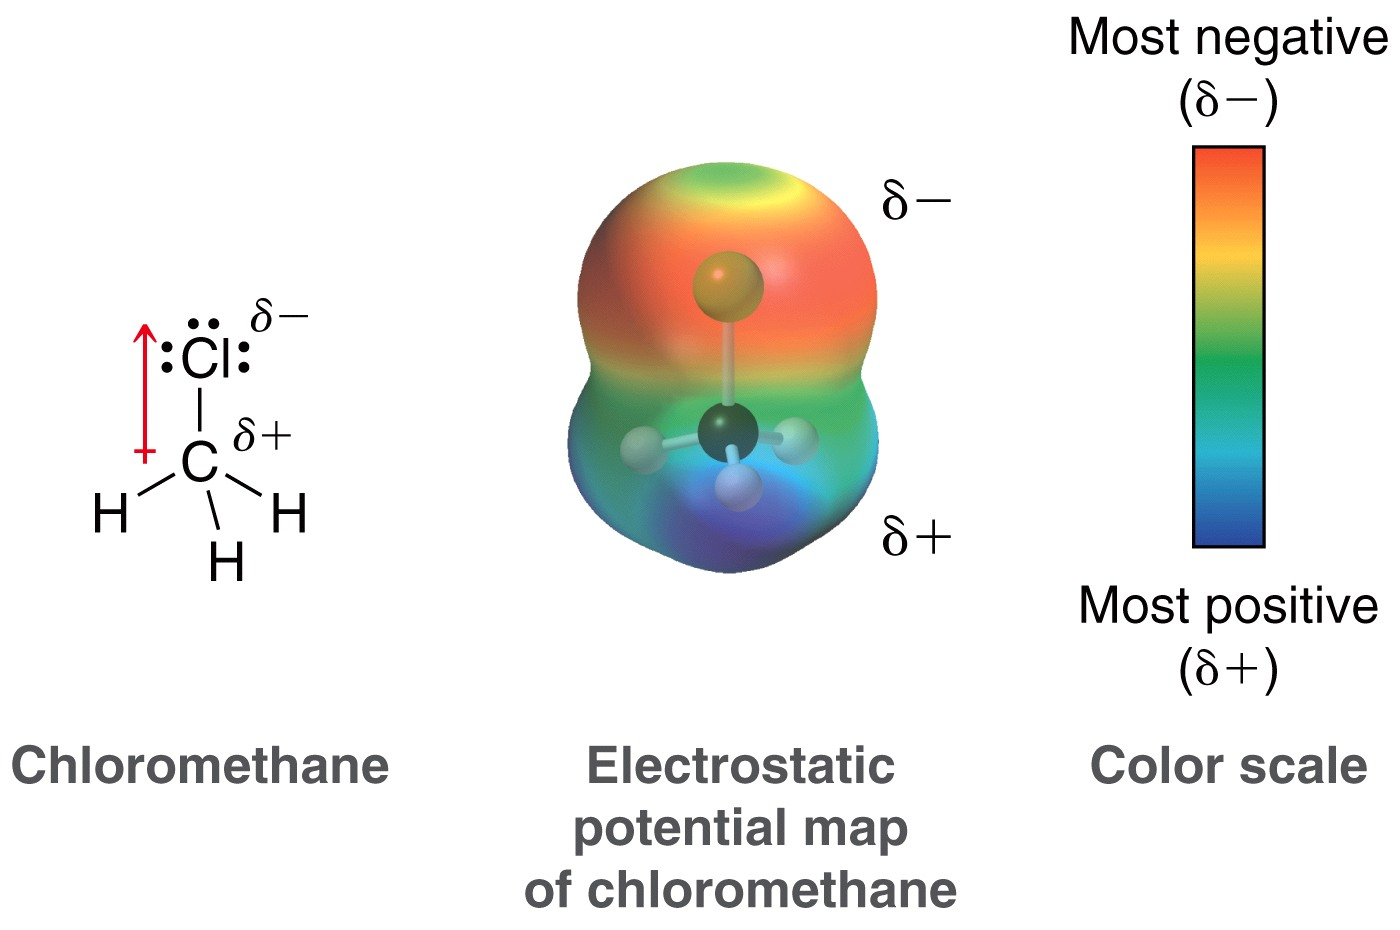 Most negative
(δ−)
δ−
δ−
:Cl:
δ+
C
H
H
H
δ+
Most positive
(δ+)
Chloromethane
Electrostatic
potential map
of chloromethane
Color scale